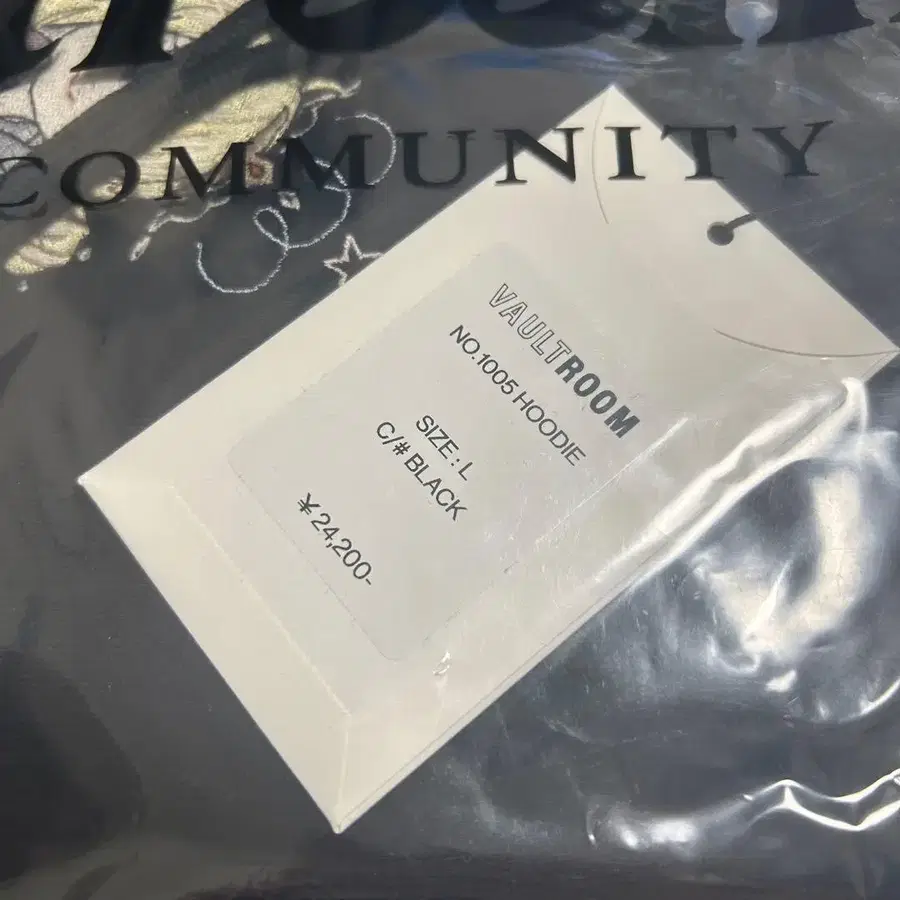 COMMUNITY
VAULTROOM
NO.1005 HOODIE
SIZE : L
C/# BLACK
¥24,200-